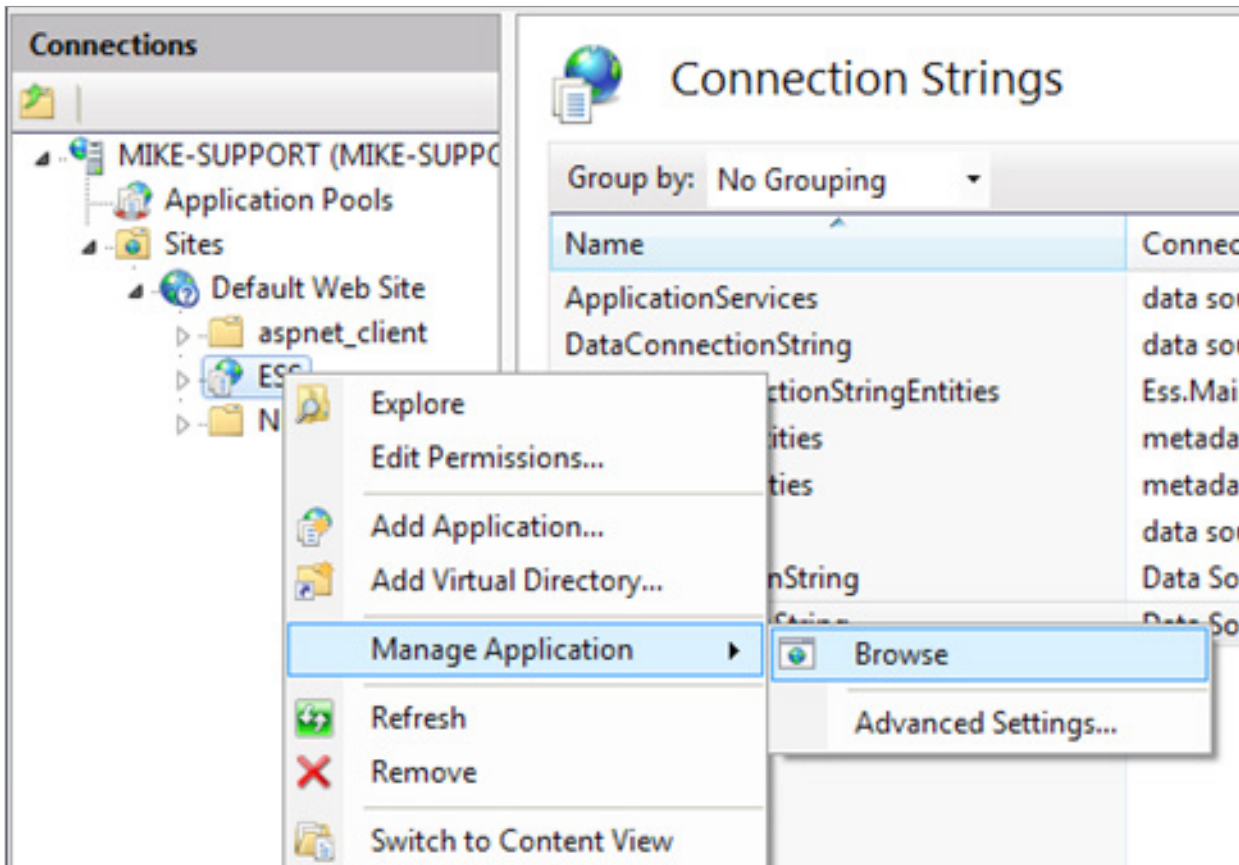 Connections
MIKE-SUPPORT (MIKE-SUPPO
Application Pools
Sites
Default Web Site
aspnet_client
ESS
N
Explore
Edit Permissions...
Add Application...
Add Virtual Directory...
Manage Application
Refresh
Remove
Switch to Content View
Browse
Advanced Settings...
Connection Strings
Group by: No Grouping
Name Connec
ApplicationServices data sou
DataConnectionString data sou
ctionStringEntities Ess.Mai
ities metada
ties metada
data sou
nString Data So
String Data So